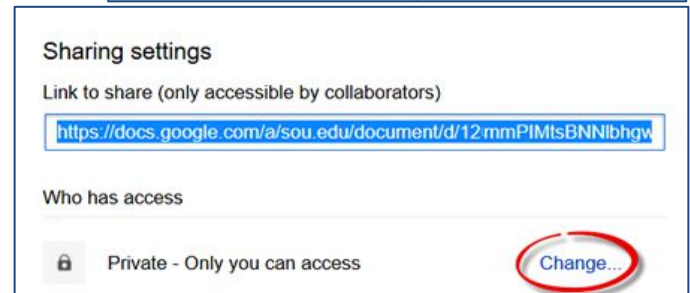 Sharing settings
Link to share (only accessible by collaborators)
https://docs.google.com/a/sou.edu/document/d/12immPIMtsBNNlbhgw
Who has access
Private - Only you can access
Change...